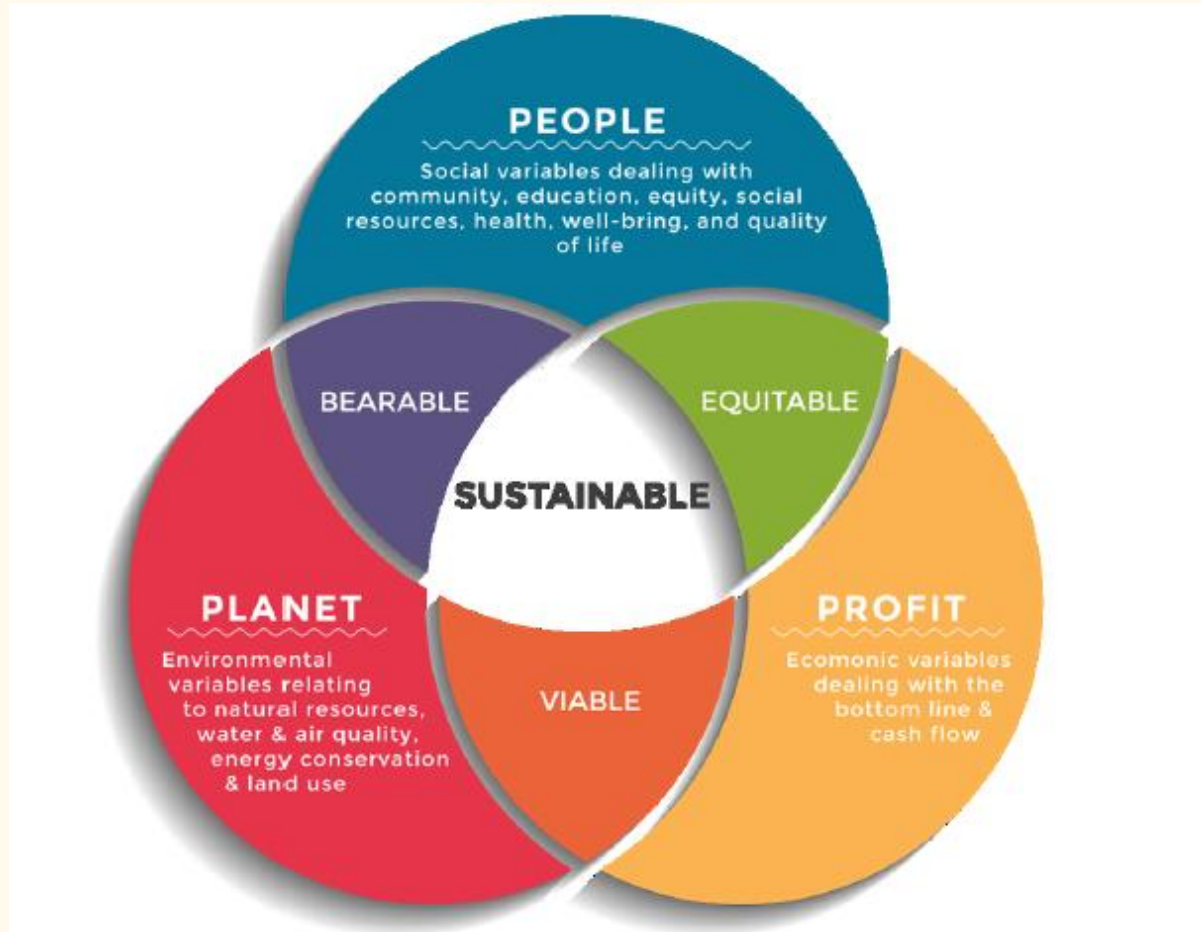 PEOPLE
Social variables dealing with
community, education, equity, social
resources, health, well-bring, and quality
of life
BEARABLE
EQUITABLE
SUSTAINABLE
PLANET
Environmental
variables relating
to natural resources,
water & air quality,
energy conservation
& land use
PROFIT
Ecomonic variables
dealing with the
bottom line &
cash flow
VIABLE